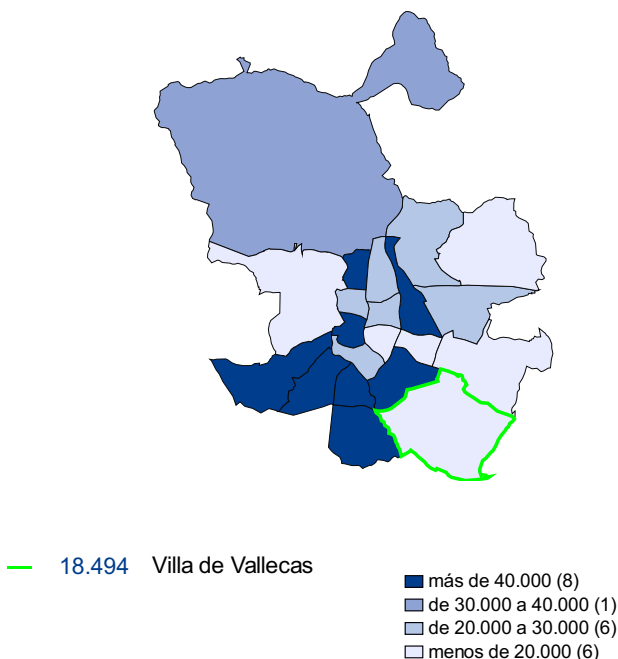 18.494 Villa de Vallecas
más de 40.000 (8)
de 30.000 a 40.000 (1)
de 20.000 a 30.000 (6)
menos de 20.000 (6)